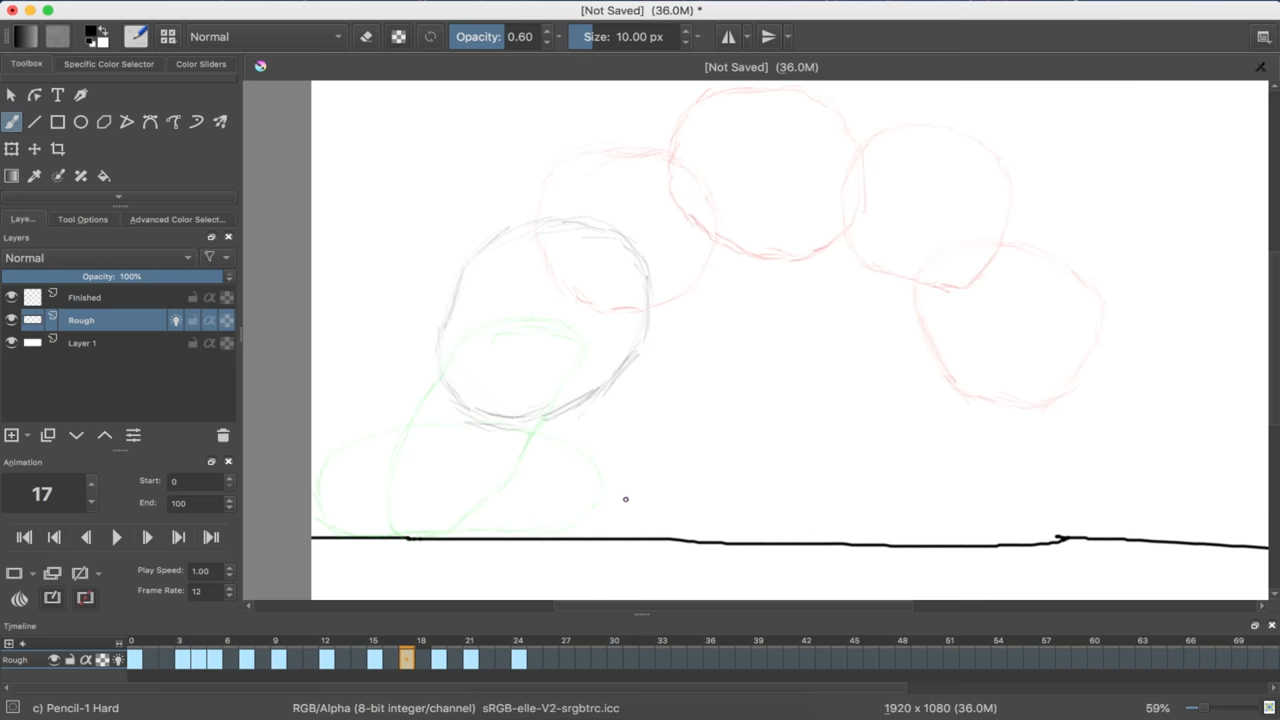 [Not Saved] (36.0M) *
Normal Opacity: 0.60 Size: 10.00 px
Toolbox Specific Color Selector Color Sliders
[Not Saved] (36.0M)
Laye... Tool Options Advanced Color Select...
Layers
Normal
Opacity: 100%
FInished
Rough
Layer 1
Animation
17 Start: 0
End: 100
Play Speed: 1.00
Frame Rate: 12
Timeline
0 3 6 9 12 15 18 21 24 27 30 33 36 39 42 45 48 51 54 57 60 63 66 69
Rough
c) Pencil-1 Hard RGB/Alpha (8-bit integer/channel) sRGB-elle-V2-srgbtrc.icc 1920 x 1080 (36.0M) 59%